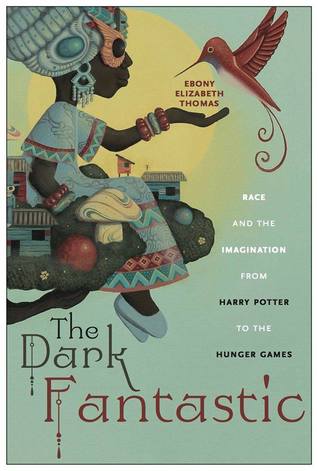 EBONY
ELIZABETH
THOMAS
RACE
AND THE
IMAGINATION
FROM
HARRY POTTER
TO THE
HUNGER GAMES
The
Dark
Fantastic